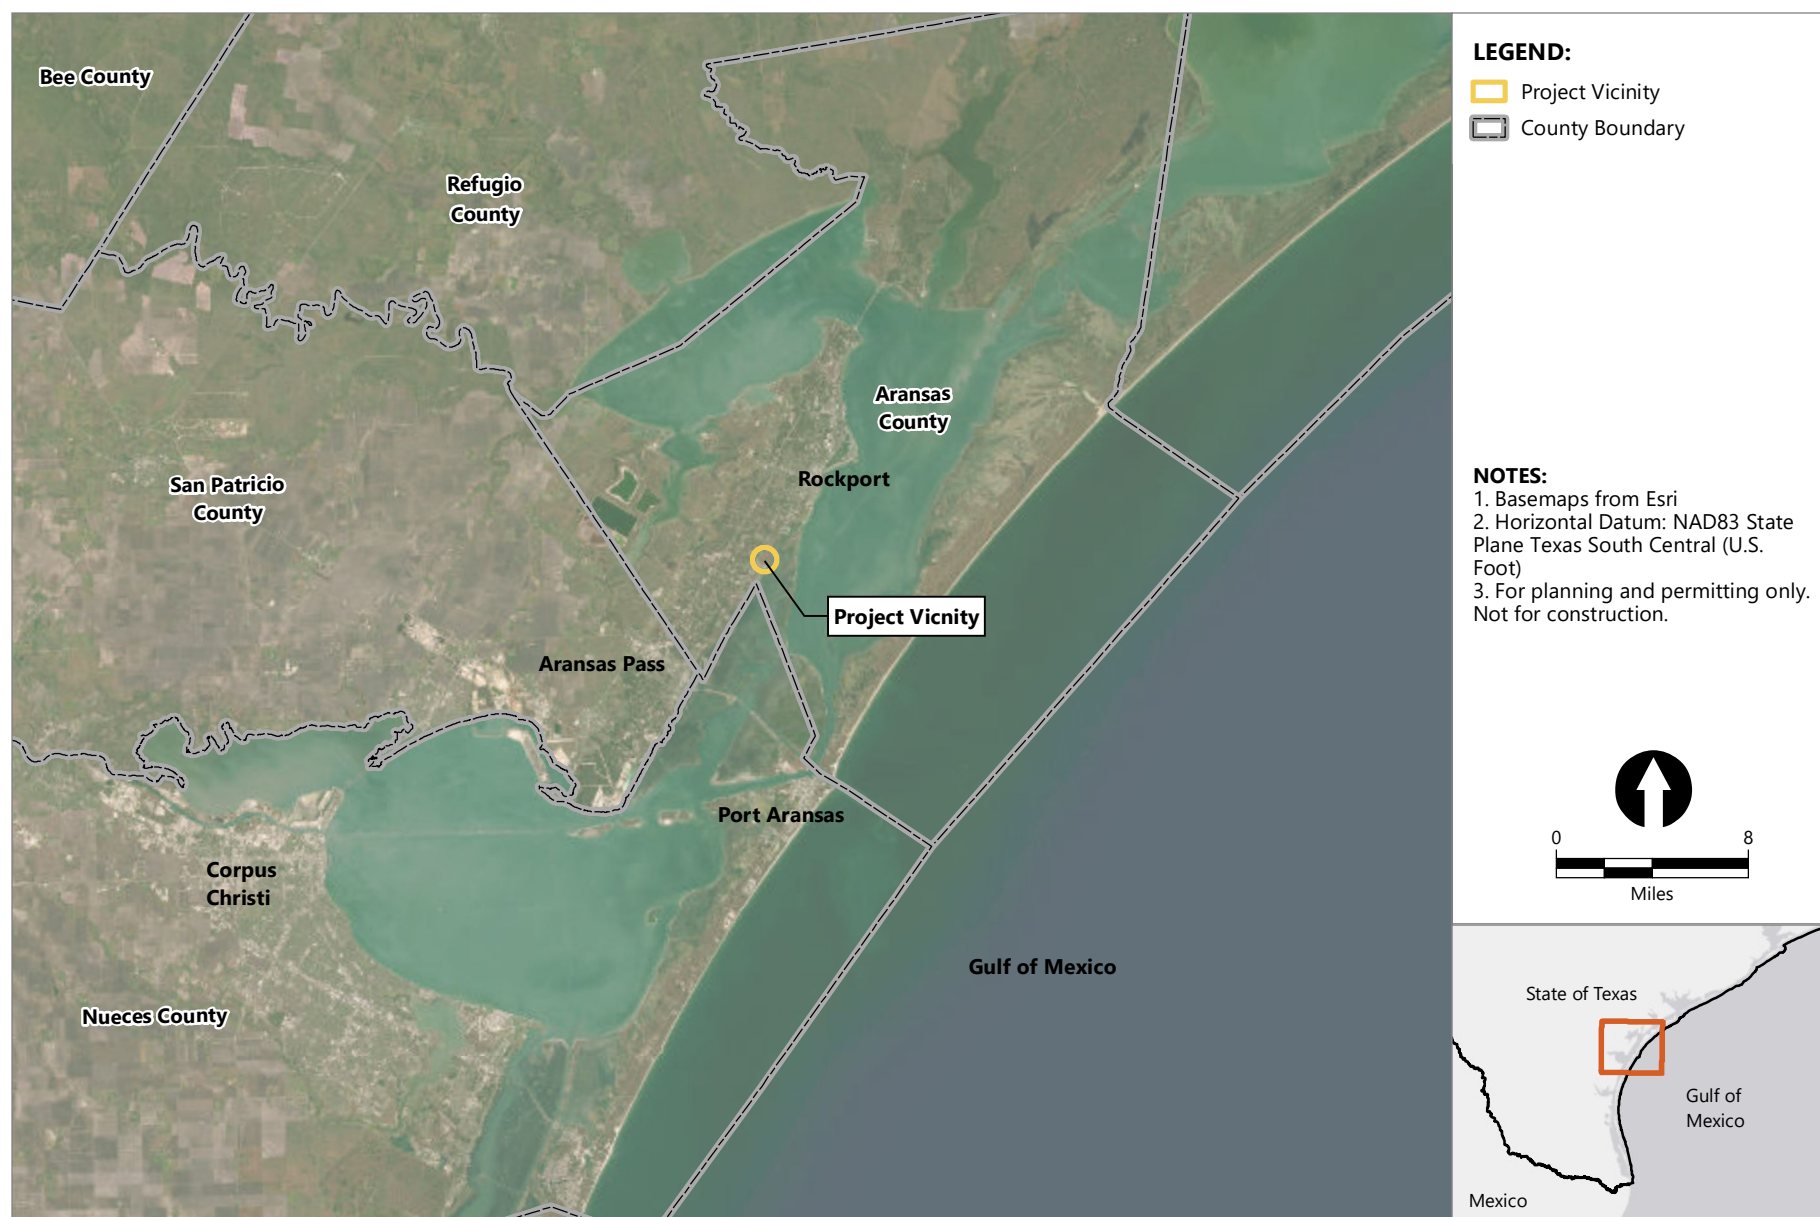 Bee County
Refugio
County
Aransas
County
Rockport
San Patricio
County
Project Vicnity
Aransas Pass
Port Aransas
Corpus
Christi
Gulf of Mexico
Nueces County
LEGEND:
Project Vicinity
County Boundary
NOTES:
1. Basemaps from Esri
2. Horizontal Datum: NAD83 State
Plane Texas South Central (U.S.
Foot)
3. For planning and permitting only.
Not for construction.
0 8
Miles
State of Texas
Gulf of
Mexico
Mexico